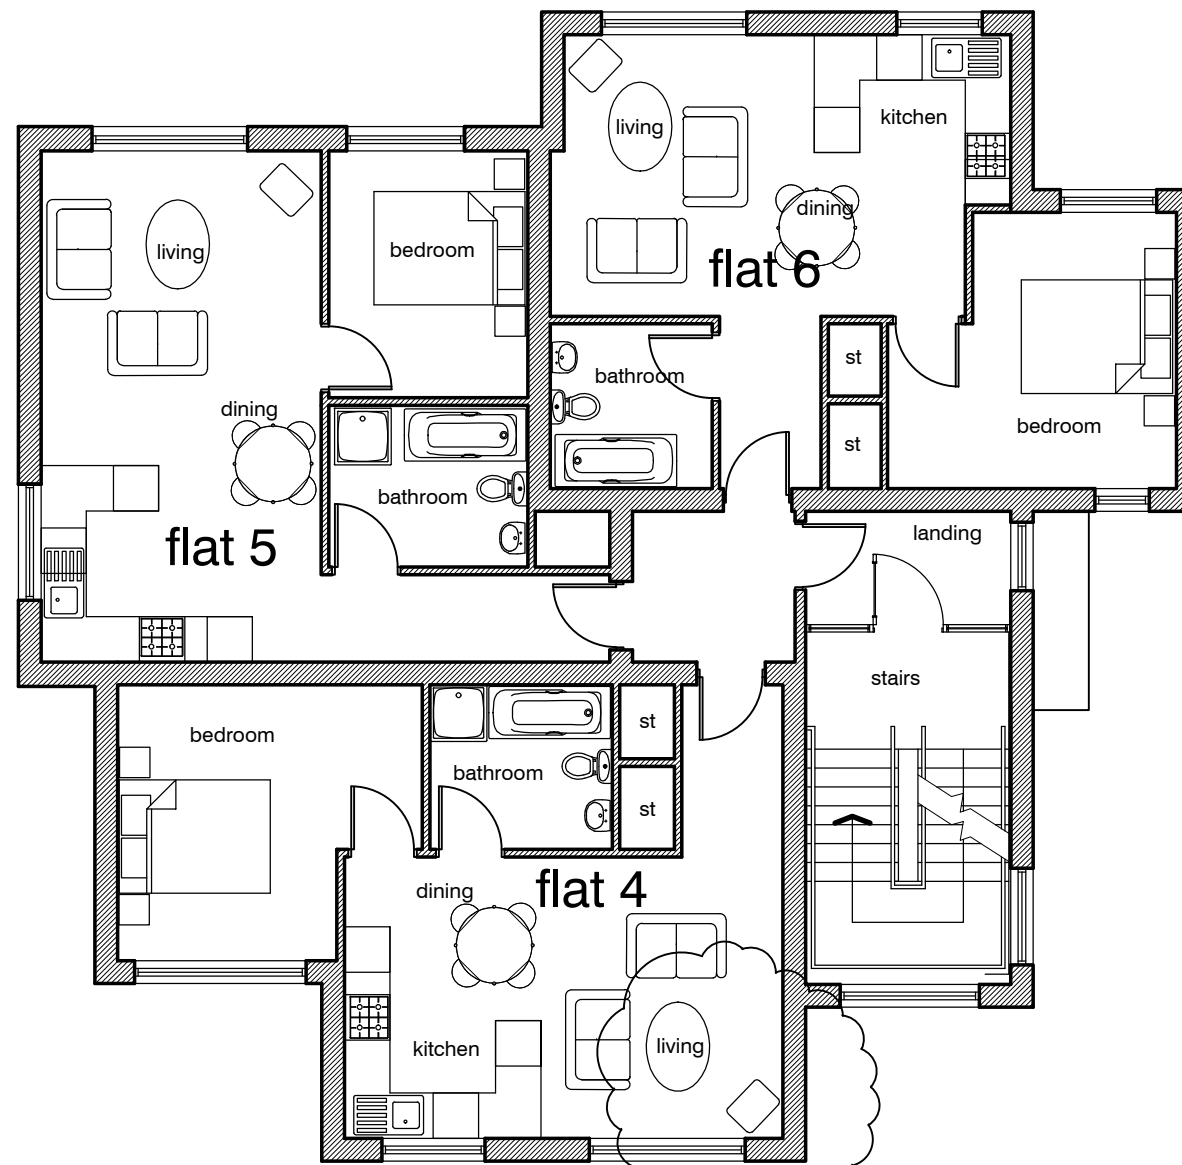 living
kitchen
dining
flat 6
bedroom
living
bathroom
st
st
bedroom
dining
bathroom
flat 5
landing
stairs
bedroom
bathroom
st
st
dining
flat 4
kitchen
living